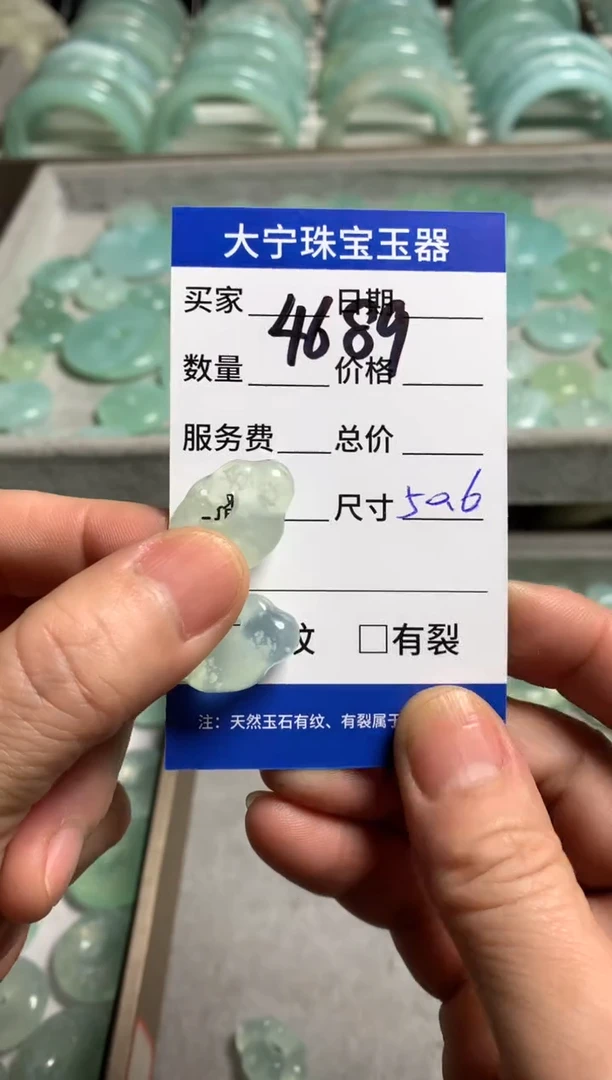 大宁珠宝玉器
买家 日期
4689
数量 价格
服务费 总价
尺寸 5a6
纹 □有裂
注：天然玉石有纹、有裂属于